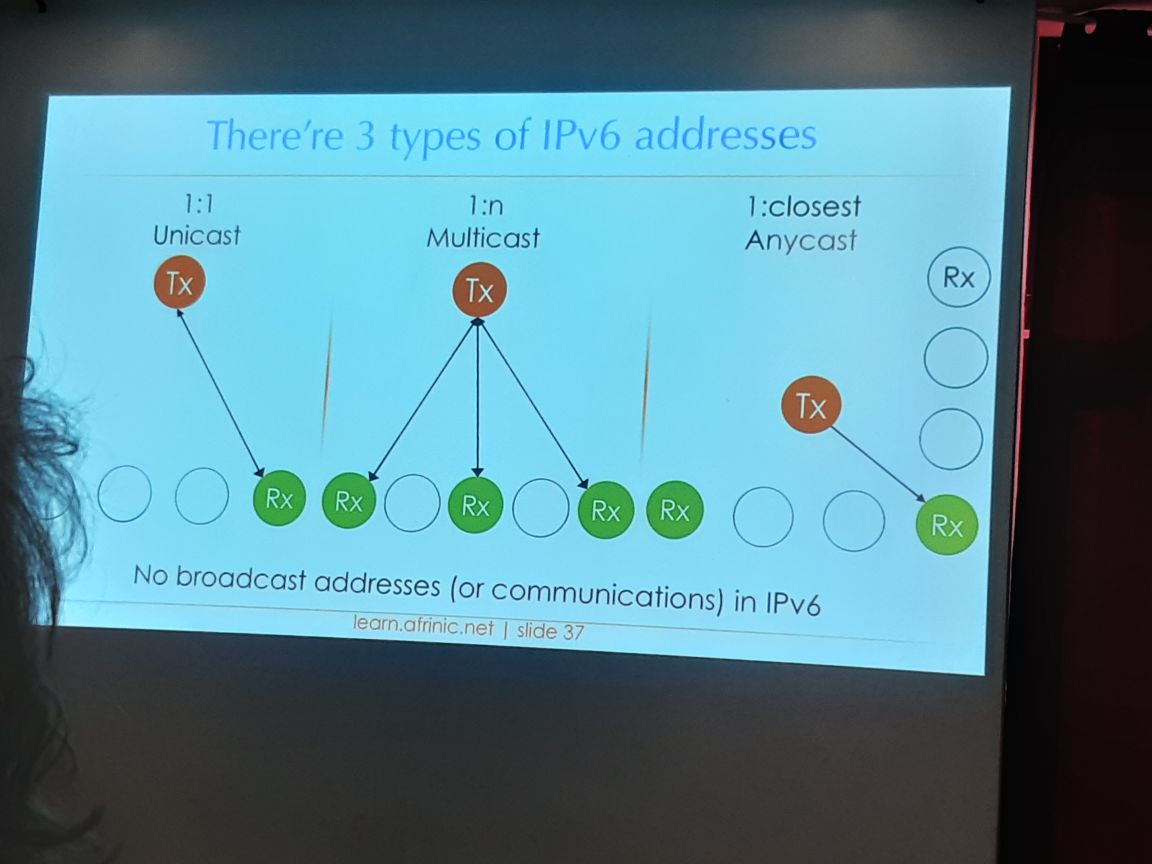 There're 3 types of IPv6 addresses
1:1
Unicast
1:n
Multicast
1:closest
Anycast
Tx
Tx
Rx
Tx
Rx
Rx
Rx
Rx
Rx
Rx
No broadcast addresses (or communications) in IPv6
learn.afrinic.net | slide 37